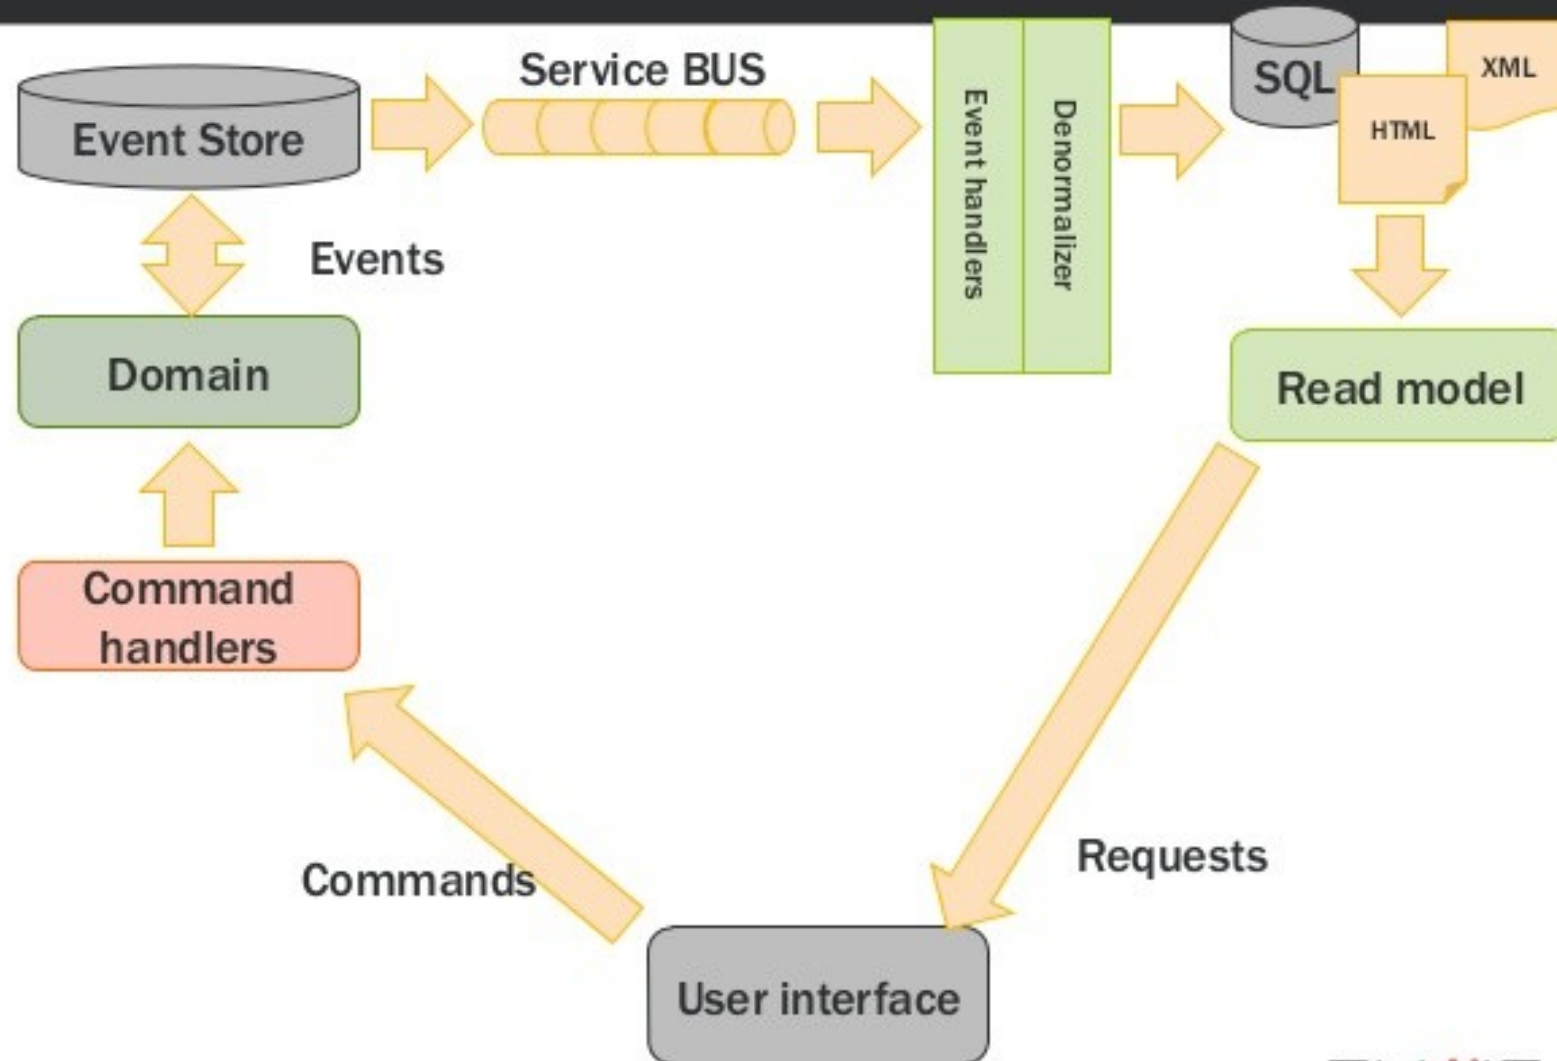 Service BUS
SQL
XML
HTML
Event Store
Event handlers
Denormalizer
Events
Domain
Read model
Command
handlers
Commands
Requests
User interface